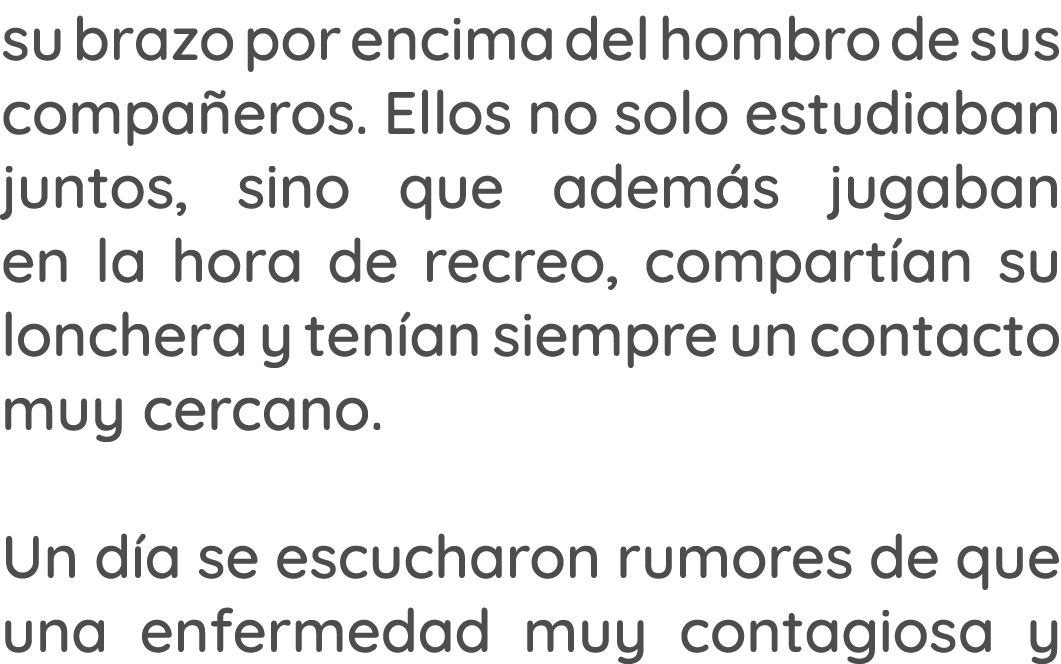 su brazo por encima del hombro de sus
compañeros. Ellos no solo estudiaban
juntos, sino que además jugaban
en la hora de recreo, compartían su
lonchera y tenían siempre un contacto
muy cercano.
Un día se escucharon rumores de que
una enfermedad muy contagiosa y